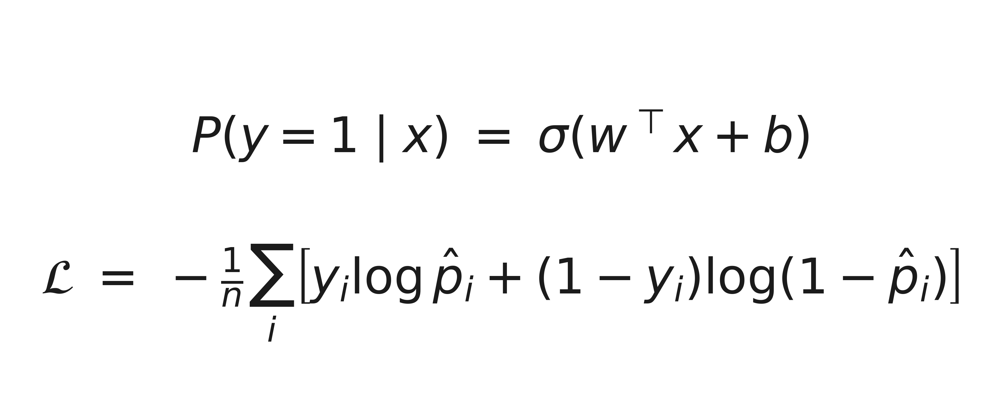 P(y = 1 | x) = σ(w^⊤ x + b)
ℒ = − 1/n ∑_i [y_i log p̂_i + (1 − y_i) log(1 − p̂_i)]